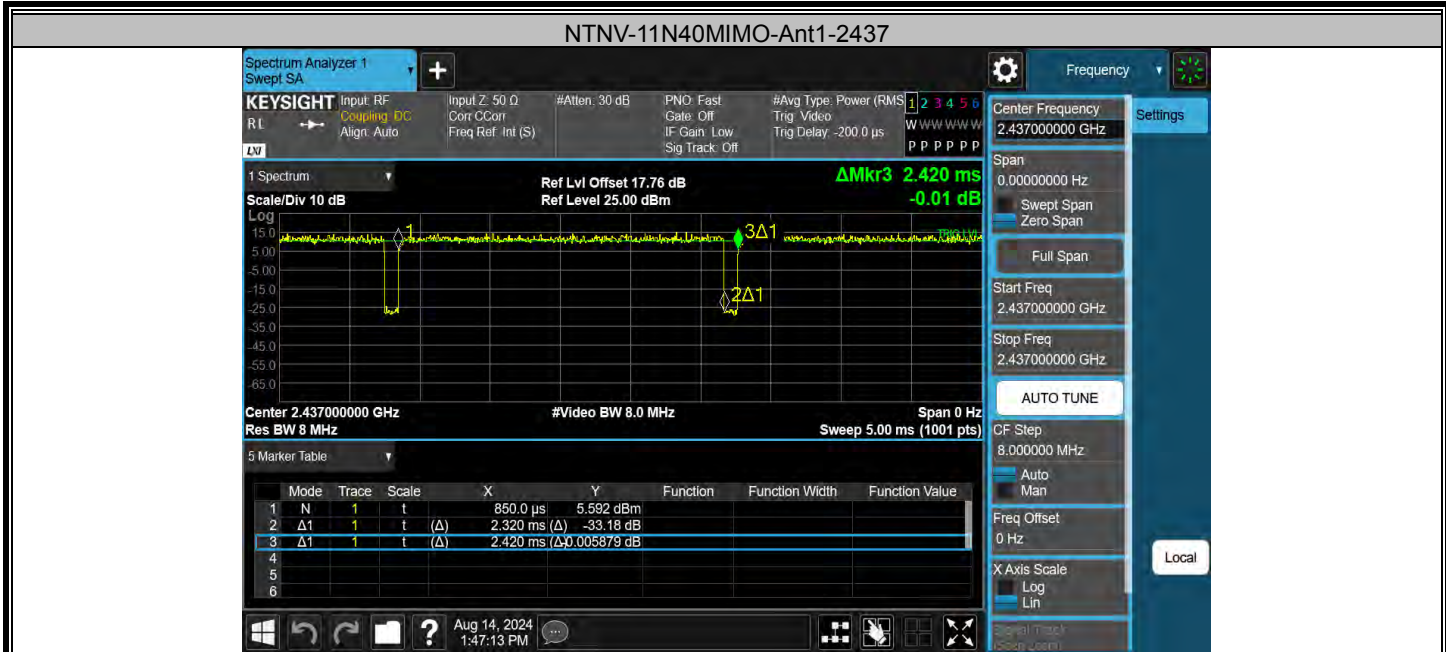 NTNV-11N40MIMO-Ant1-2437
Spectrum Analyzer 1
Swept SA
+
Frequency
KEYSIGHT
RL
LXI
Input: RF
Coupling: DC
Align: Auto
Input Z: 50 Ω
Corr CCorr
Freq Ref: Int (S)
#Atten: 30 dB
PNO: Fast
Gate: Off
IF Gain: Low
Sig Track: Off
#Avg Type: Power (RMS
Trig: Video
Trig Delay: -200.0 µs
1 2 3 4 5 6
W W W W W W
P P P P P P
1 Spectrum
Scale/Div 10 dB
Log
Ref Lvl Offset 17.76 dB
Ref Level 25.00 dBm
ΔMkr3 2.420 ms
-0.01 dB
15.0
5.00
-5.00
-15.0
-25.0
-35.0
-45.0
-55.0
-65.0
1
3Δ1
2Δ1
TRIG LVL
Center 2.437000000 GHz
#Video BW 8.0 MHz
Span 0 Hz
Res BW 8 MHz
Sweep 5.00 ms (1001 pts)
5 Marker Table
Mode Trace Scale X Y Function Function Width Function Value
1 N 1 t 850.0 µs 5.592 dBm
2 Δ1 1 t (Δ) 2.320 ms (Δ) -33.18 dB
3 Δ1 1 t (Δ) 2.420 ms (Δ)-0.005879 dB
4
5
6
Center Frequency
2.437000000 GHz
Settings
Span
0.00000000 Hz
Swept Span
Zero Span
Full Span
Start Freq
2.437000000 GHz
Stop Freq
2.437000000 GHz
AUTO TUNE
CF Step
8.000000 MHz
Auto
Man
Freq Offset
0 Hz
X Axis Scale
Log
Lin
Signal Track
(Span Zoom)
Local
?
Aug 14, 2024
1:47:13 PM